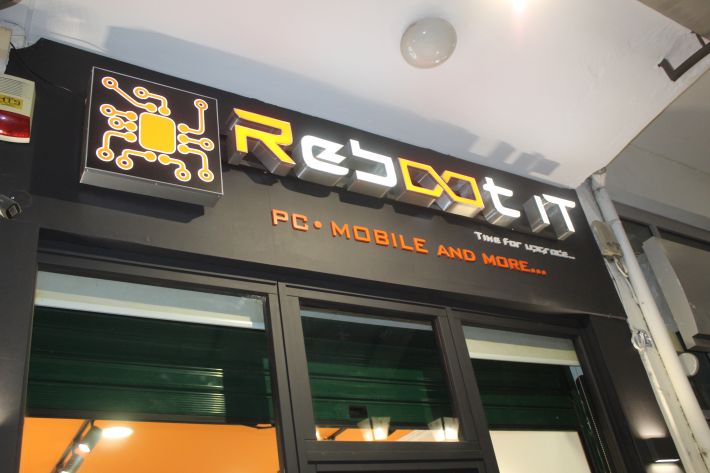 Reboot iT
Time for upgrade...
PC • MOBILE AND MORE...